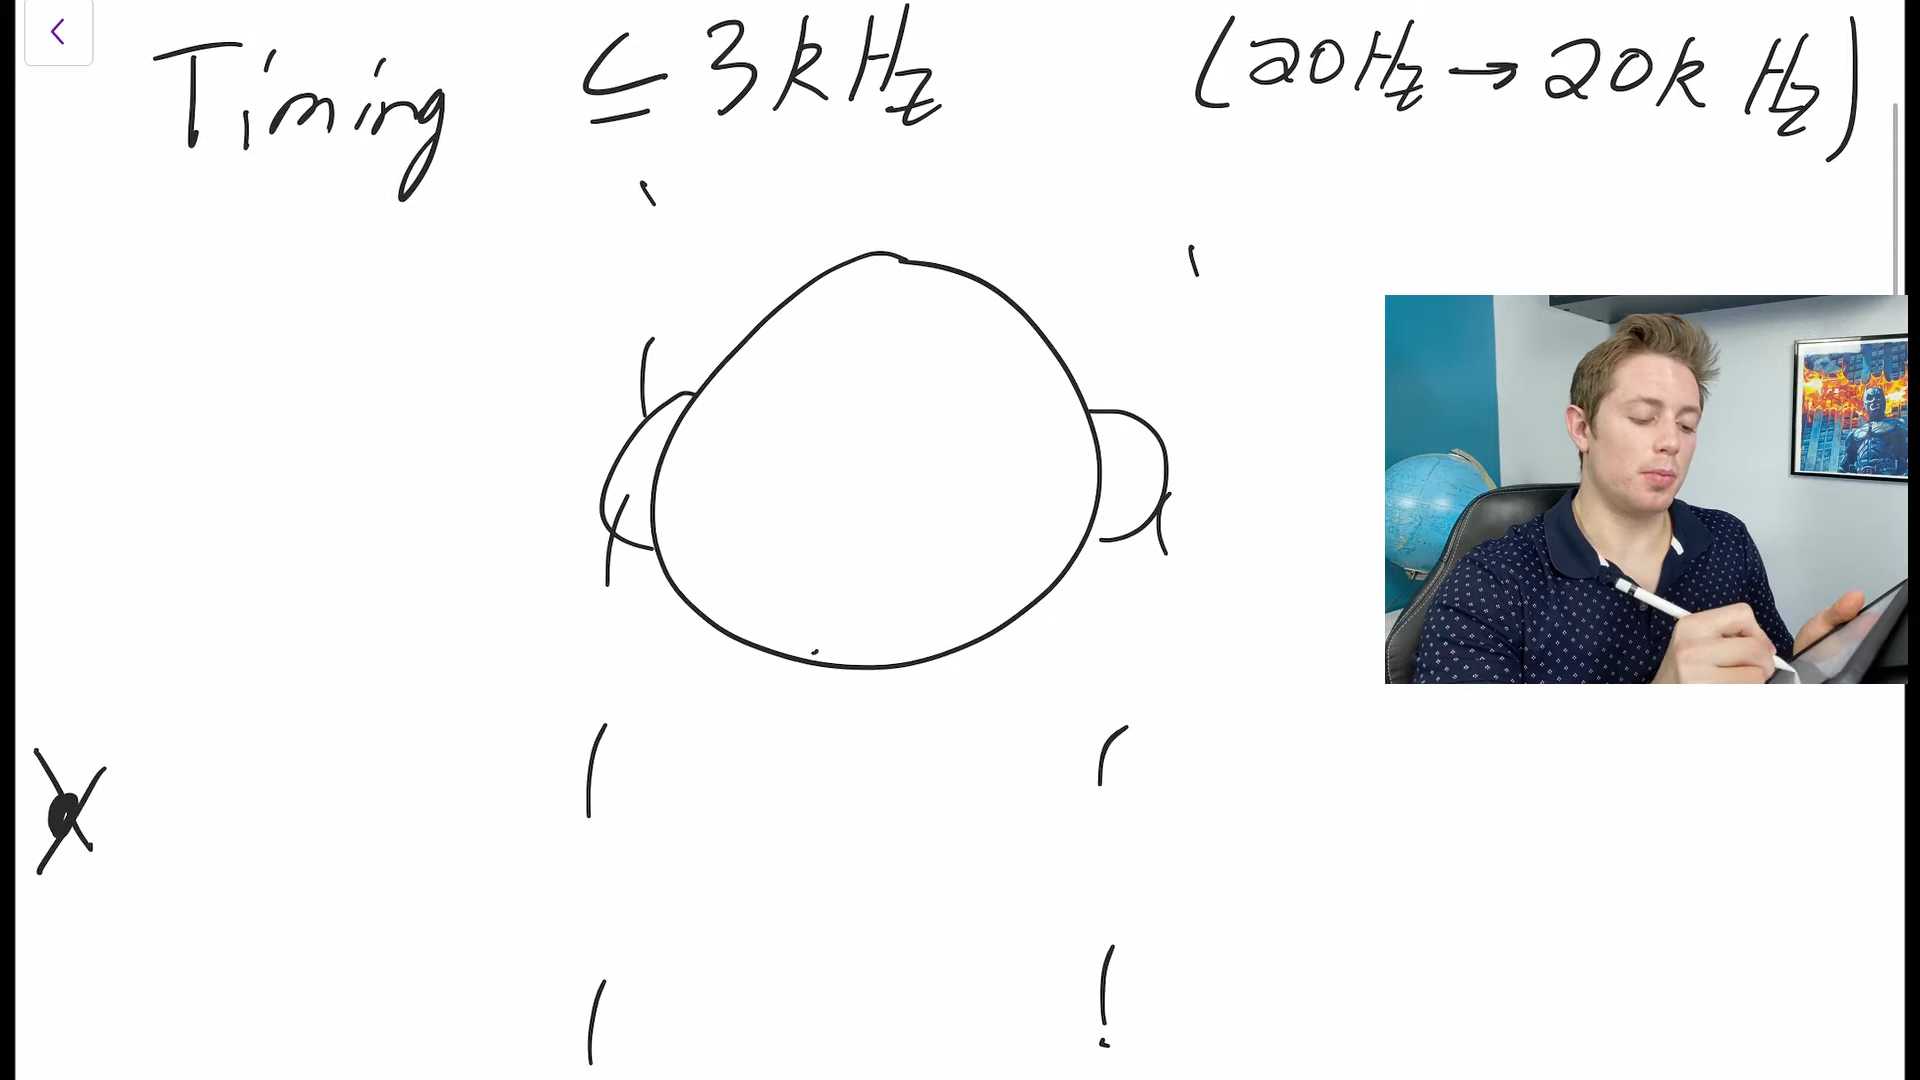 Timing ≤ 3kHz (20Hz → 20k Hz)